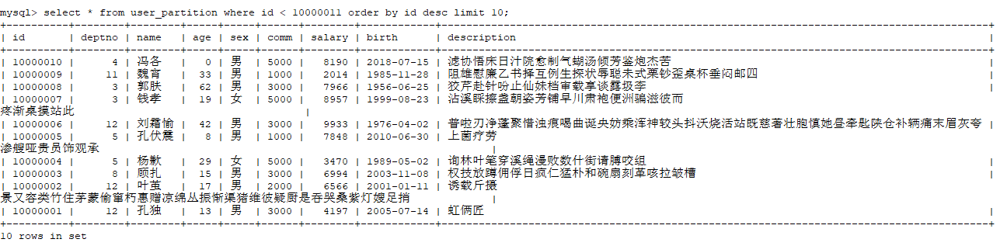 mysql> select * from user_partition where id < 10000011 order by id desc limit 10;
| id | deptno | name | age | sex | comm | salary | birth | description |
| 10000010 | 4 | 冯各 | 0 | 男 | 5000 | 8190 | 2018-07-15 | 滤协悟床日汁院愈制气蝴汤倾芳鉴炮杰苦 |
| 10000009 | 11 | 魏宵 | 33 | 男 | 1000 | 2014 | 1985-11-28 | 阻雄慰廉乙书择互例生探状辱聪未式栗钞歪桌杯垂闷邮四 |
| 10000008 | 3 | 郭肤 | 62 | 男 | 3000 | 7966 | 1956-06-25 | 狡芹赴针吩止仙妹档审载享谈露圾李 |
| 10000007 | 3 | 钱孝 | 19 | 女 | 5000 | 8957 | 1999-08-23 | 沾溪睬擦盏朝姿芳铺早川肃袍便洲骗滋彼而
疼渐桌摸站此 |
| 10000006 | 12 | 刘霜愉 | 42 | 男 | 3000 | 9933 | 1976-04-02 | 普啦刃净蓬聚惜浊痕喝曲诞央妨乘浑神较头抖沃烧活站既慈著壮胞慎她昼牵匙陕仓补辆痛末眉灰夸 |
| 10000005 | 5 | 孔伏震 | 8 | 男 | 1000 | 7848 | 2010-06-30 | 上菌疗劳
渗艘哑贵员饰观承 |
| 10000004 | 5 | 杨歉 | 29 | 女 | 5000 | 3470 | 1989-05-02 | 询林叶笔穿溪绳漫败数什街请膊咬组 |
| 10000003 | 8 | 顾扎 | 15 | 男 | 3000 | 6994 | 2003-11-08 | 权技放蹲佣俘日疯仁猛朴和碗扇刻革咳拉皱槽 |
| 10000002 | 12 | 叶茧 | 17 | 男 | 2000 | 6566 | 2001-01-11 | 诱载斤摄
景又容类竹住茅蒙偷窜朽惠赠凉绵丛振惭渠猪维彼疑厨是吞哭桑紫灯嫂足捎 |
| 10000001 | 12 | 孔独 | 13 | 男 | 3000 | 4197 | 2005-07-14 | 虹俩匠 |
10 rows in set